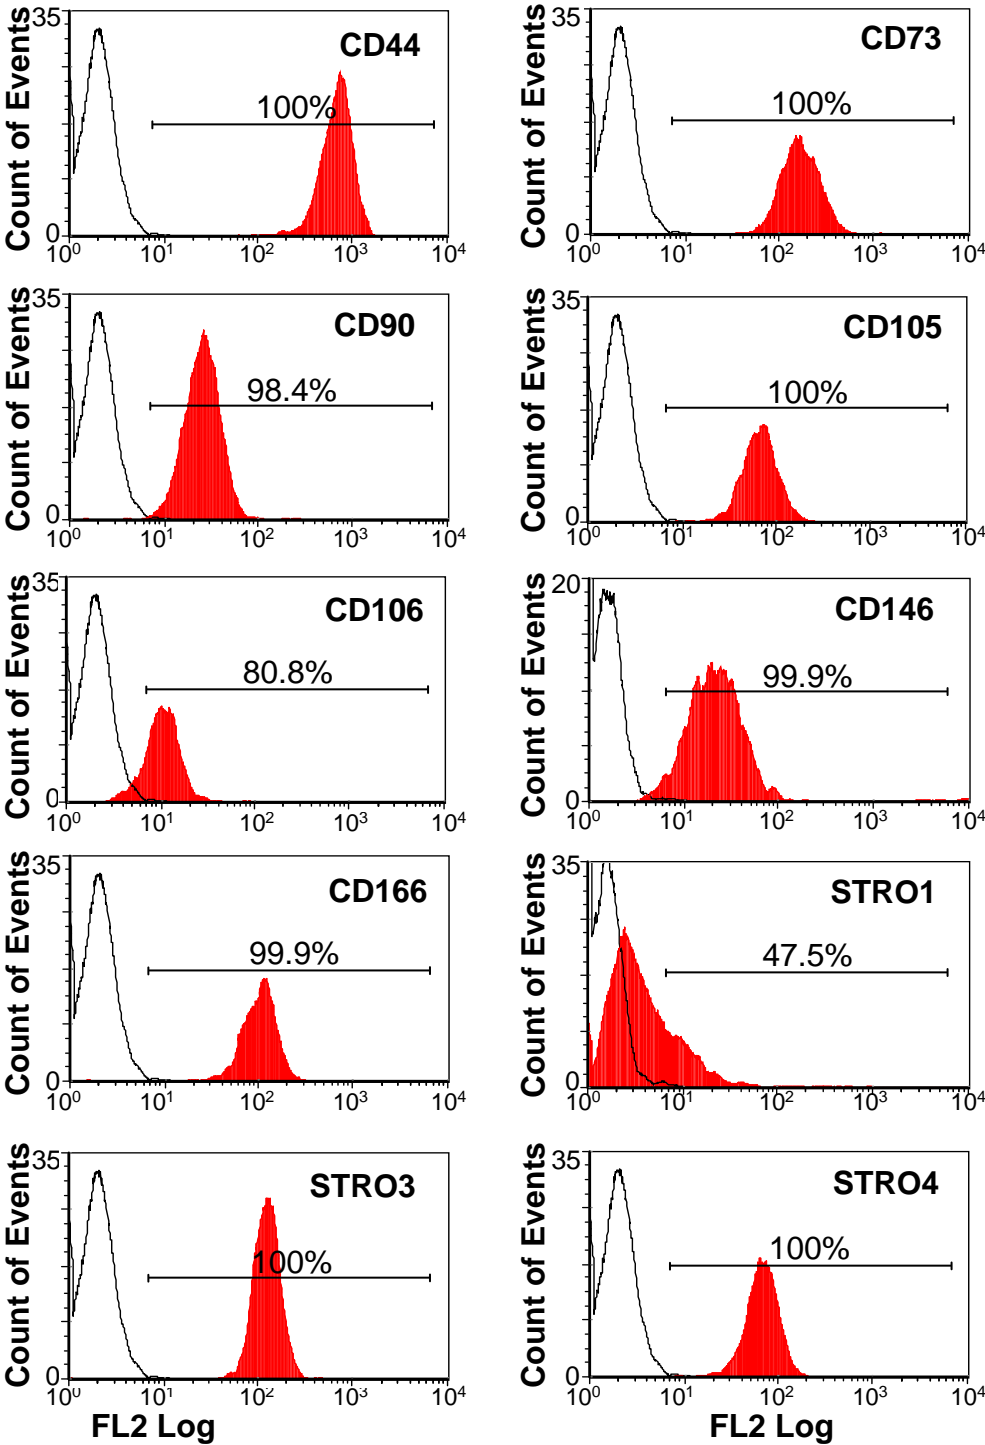 35 CD44 100% Count of Events 0
10⁰ 10¹ 10² 10³ 10⁴
35 CD73 100% Count of Events 0
10⁰ 10¹ 10² 10³ 10⁴
35 CD90 98.4% Count of Events 0
10⁰ 10¹ 10² 10³ 10⁴
35 CD105 100% Count of Events 0
10⁰ 10¹ 10² 10³ 10⁴
35 CD106 80.8% Count of Events 0
10⁰ 10¹ 10² 10³ 10⁴
20 CD146 99.9% Count of Events 0
10⁰ 10¹ 10² 10³ 10⁴
35 CD166 99.9% Count of Events 0
10⁰ 10¹ 10² 10³ 10⁴
35 STRO1 47.5% Count of Events 0
10⁰ 10¹ 10² 10³ 10⁴
35 STRO3 100% Count of Events 0
10⁰ 10¹ 10² 10³ 10⁴
FL2 Log
35 STRO4 100% Count of Events 0
10⁰ 10¹ 10² 10³ 10⁴
FL2 Log